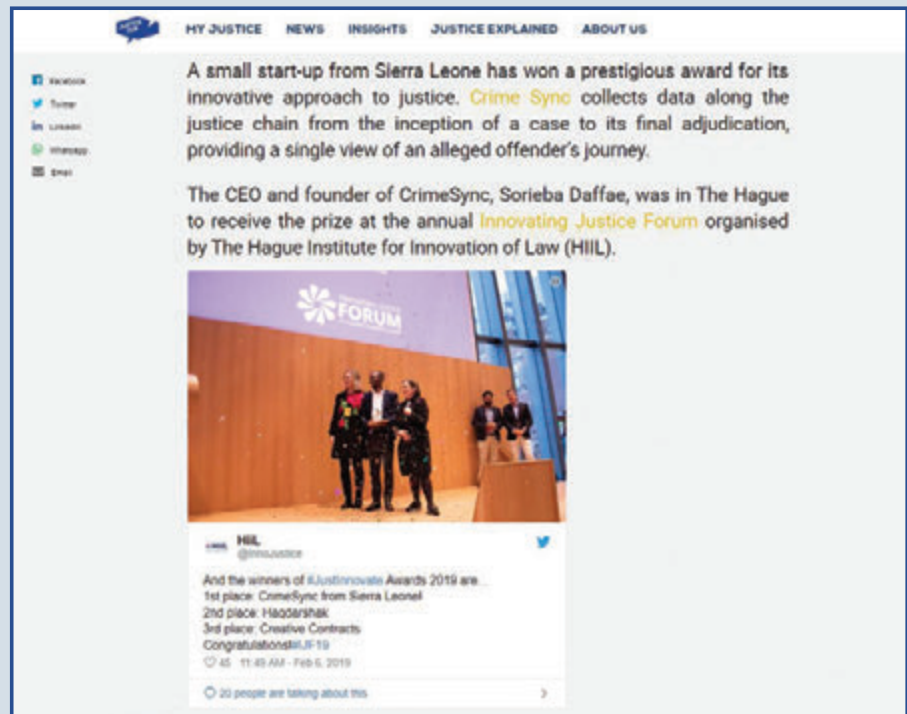 MY JUSTICE NEWS INSIGHTS JUSTICE EXPLAINED ABOUT US
Facebook
Twitter
LinkedIn
Whatsapp
Email
A small start-up from Sierra Leone has won a prestigious award for its
innovative approach to justice. Crime Sync collects data along the
justice chain from the inception of a case to its final adjudication,
providing a single view of an alleged offender's journey.
The CEO and founder of CrimeSync, Sorieba Daffae, was in The Hague
to receive the prize at the annual Innovating Justice Forum organised
by The Hague Institute for Innovation of Law (HIIL).
FORUM
HiiL
@InnoJustice
And the winners of #JustInnovate Awards 2019 are...
1st place: CrimeSync from Sierra Leone!
2nd place: Haqdarshak
3rd place: Creative Contracts
Congratulations!#IJF19
45 11:49 AM - Feb 6, 2019
20 people are talking about this